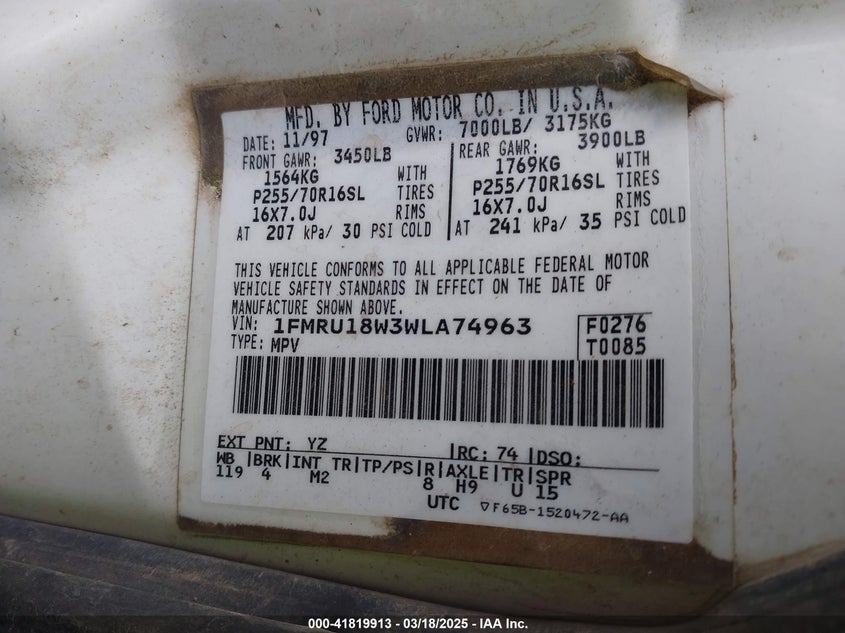 MFD. BY FORD MOTOR CO. IN U.S.A.
DATE: 11/97 GVWR: 7000LB/ 3175KG
FRONT GAWR: 3450LB REAR GAWR: 3900LB
1564KG WITH 1769KG WITH
P255/70R16SL TIRES P255/70R16SL TIRES
16X7.0J RIMS 16X7.0J RIMS
AT 207 kPa/ 30 PSI COLD AT 241 kPa/ 35 PSI COLD
THIS VEHICLE CONFORMS TO ALL APPLICABLE FEDERAL MOTOR
VEHICLE SAFETY STANDARDS IN EFFECT ON THE DATE OF
MANUFACTURE SHOWN ABOVE.
VIN: 1FMRU18W3WLA74963 F0276
TYPE: MPV T0085
EXT PNT: YZ RC: 74 DSO:
WB BRK INT TR TP/PS R AXLE TR SPR
119 4 M2 8 H9 U 15
UTC ▽F65B-1520472-AA
000-41819913 — 03/18/2025 — IAA Inc.